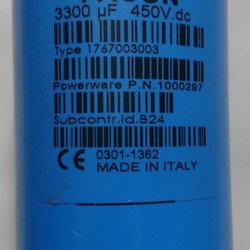 3300 µF 450V.dc
Type 1767003003
Powerware P.N.1000297
Subcontr.Id.B24
CE 0301-1362
MADE IN ITALY